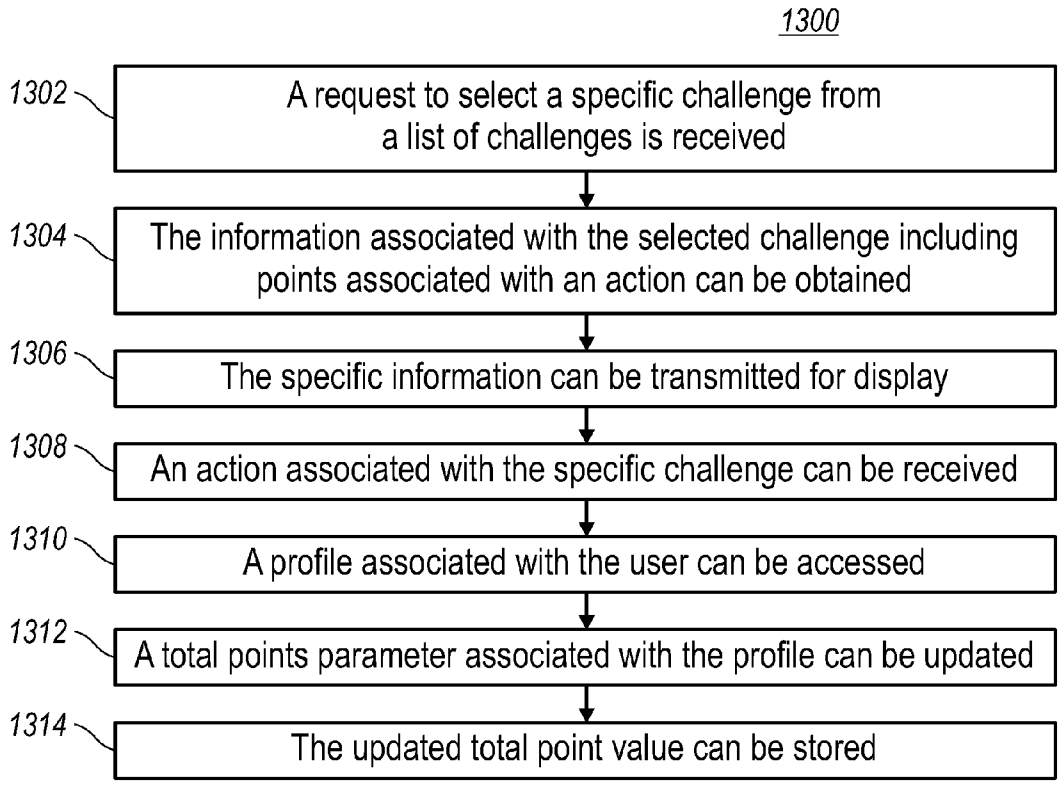 1300
1302
A request to select a specific challenge from
a list of challenges is received
1304
The information associated with the selected challenge including
points associated with an action can be obtained
1306
The specific information can be transmitted for display
1308
An action associated with the specific challenge can be received
1310
A profile associated with the user can be accessed
1312
A total points parameter associated with the profile can be updated
1314
The updated total point value can be stored